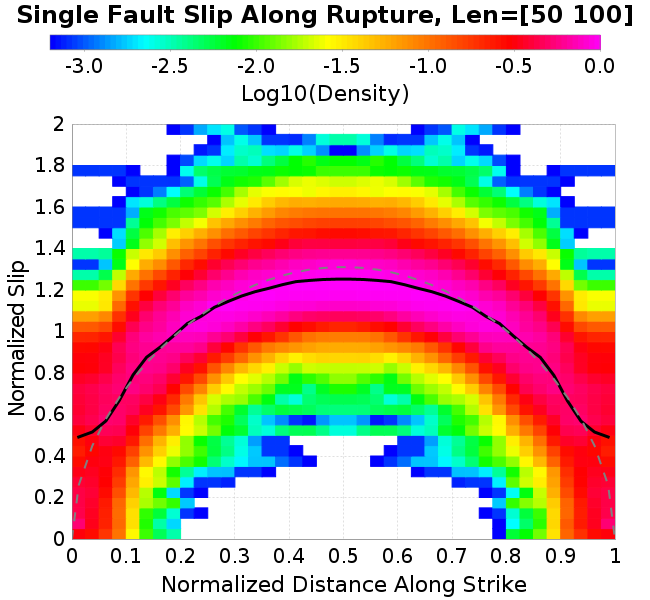 Single Fault Slip Along Rupture, Len=[50 100]
-3.0 -2.5 -2.0 -1.5 -1.0 -0.5 0.0
Log10(Density)
2
1.8
1.6
1.4
1.2
1
0.8
0.6
0.4
0.2
0
Normalized Slip
0 0.1 0.2 0.3 0.4 0.5 0.6 0.7 0.8 0.9 1
Normalized Distance Along Strike